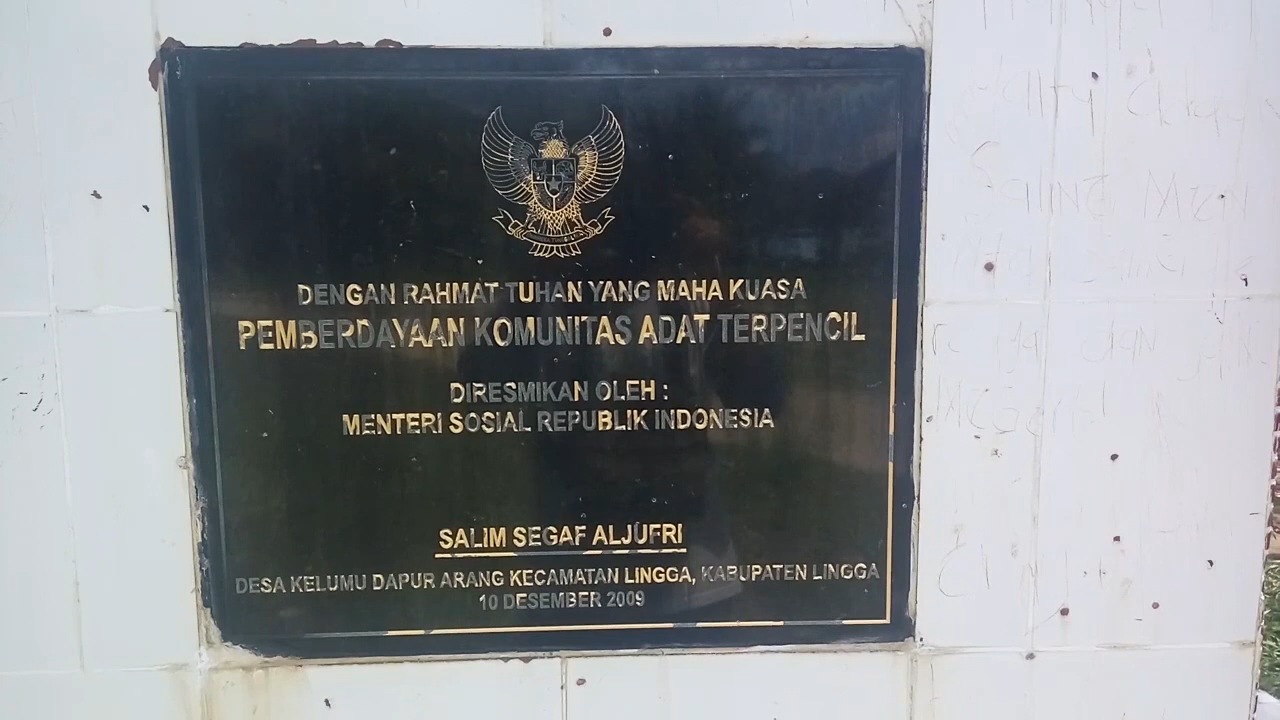 DENGAN RAHMAT TUHAN YANG MAHA KUASA
PEMBERDAYAAN KOMUNITAS ADAT TERPENCIL
DIRESMIKAN OLEH :
MENTERI SOSIAL REPUBLIK INDONESIA
SALIM SEGAF ALJUFRI
DESA KELUMU DAPUR ARANG KECAMATAN LINGGA, KABUPATEN LINGGA
10 DESEMBER 2009